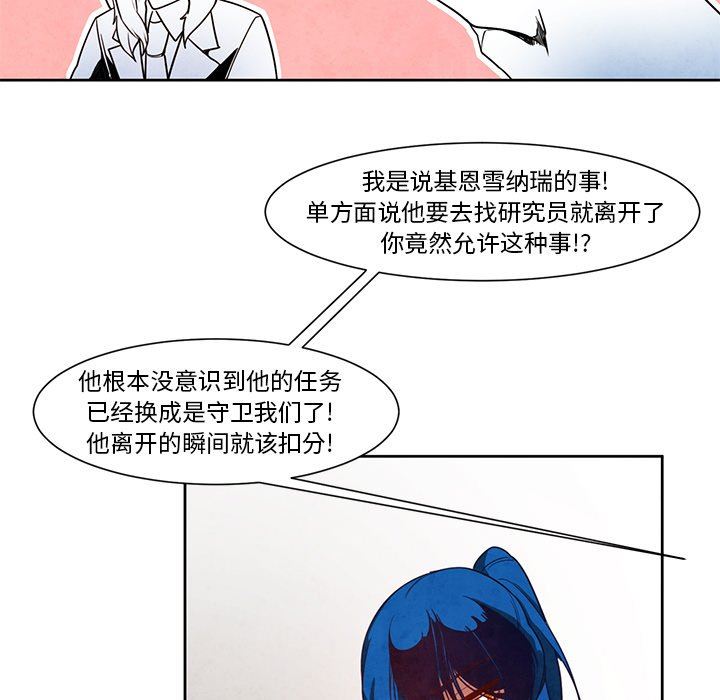 我是说基恩雪纳瑞的事!
单方面说他要去找研究员就离开了
你竟然允许这种事!?
他根本没意识到他的任务
已经换成是守卫我们了!
他离开的瞬间就该扣分!